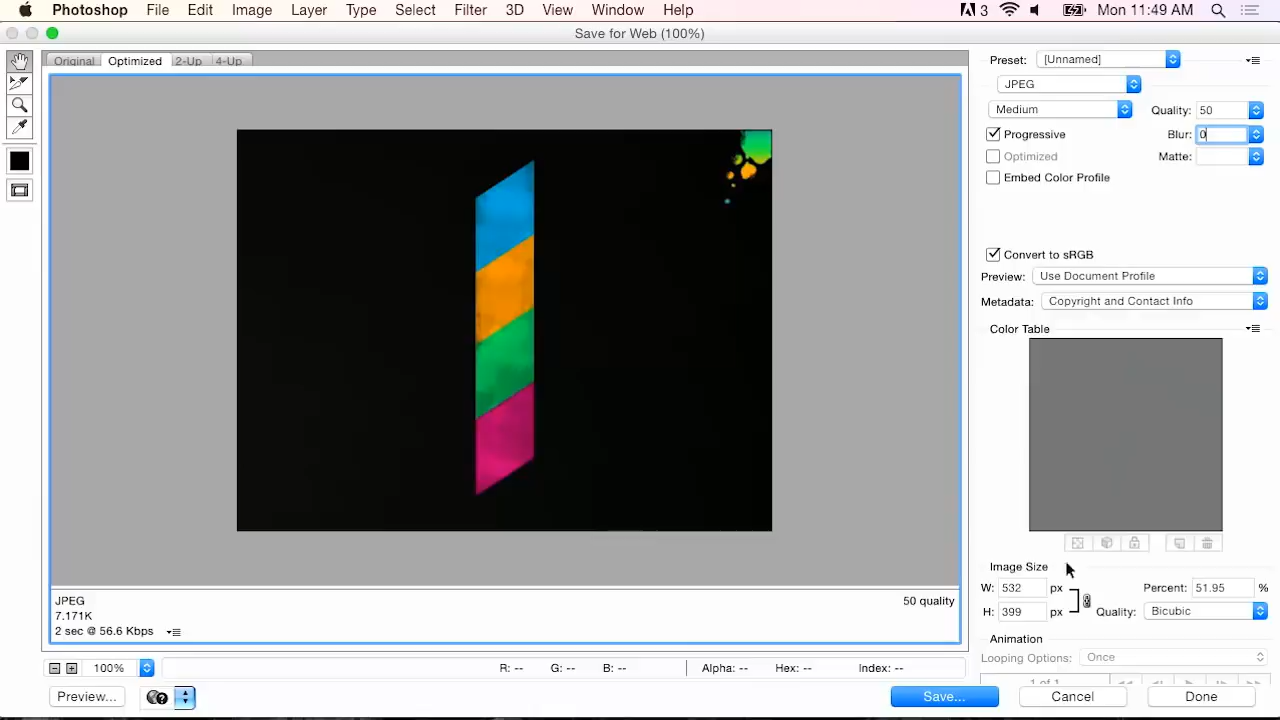 Photoshop File Edit Image Layer Type Select Filter 3D View Window Help 3 Mon 11:49 AM
Save for Web (100%)
Original Optimized 2-Up 4-Up
Preset: [Unnamed]
JPEG
Medium Quality: 50
Progressive Blur: 0
Optimized Matte:
Embed Color Profile
Convert to sRGB
Preview: Use Document Profile
Metadata: Copyright and Contact Info
Color Table
Image Size
W: 532 px Percent: 51.95 %
H: 399 px Quality: Bicubic
Animation
Looping Options: Once
1 of 1
JPEG 50 quality
7.171K
2 sec @ 56.6 Kbps
100% R: -- G: -- B: -- Alpha: -- Hex: -- Index: --
Preview... Save... Cancel Done